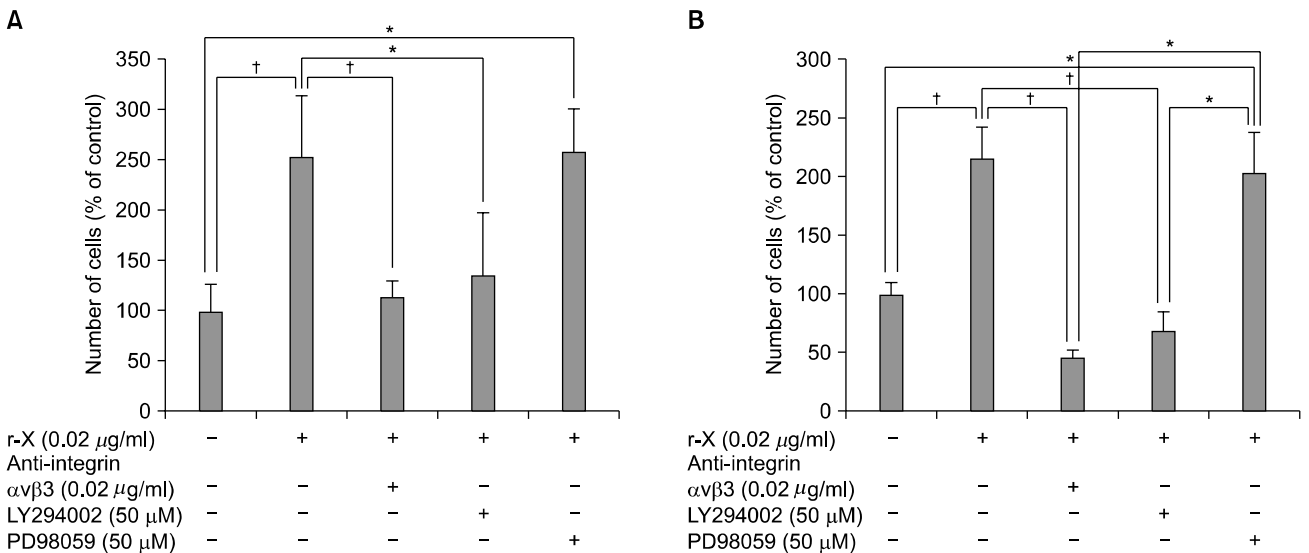 A
Number of cells (% of control)
350
300
250
200
150
100
50
0
*
*
†
†
r-X (0.02 μg/ml) − + + + +
Anti-integrin
αvβ3 (0.02 μg/ml) − − + − −
LY294002 (50 μM) − − − + −
PD98059 (50 μM) − − − − +
B
Number of cells (% of control)
300
250
200
150
100
50
0
*
*
†
†
†
*
r-X (0.02 μg/ml) − + + + +
Anti-integrin
αvβ3 (0.02 μg/ml) − − + − −
LY294002 (50 μM) − − − + −
PD98059 (50 μM) − − − − +